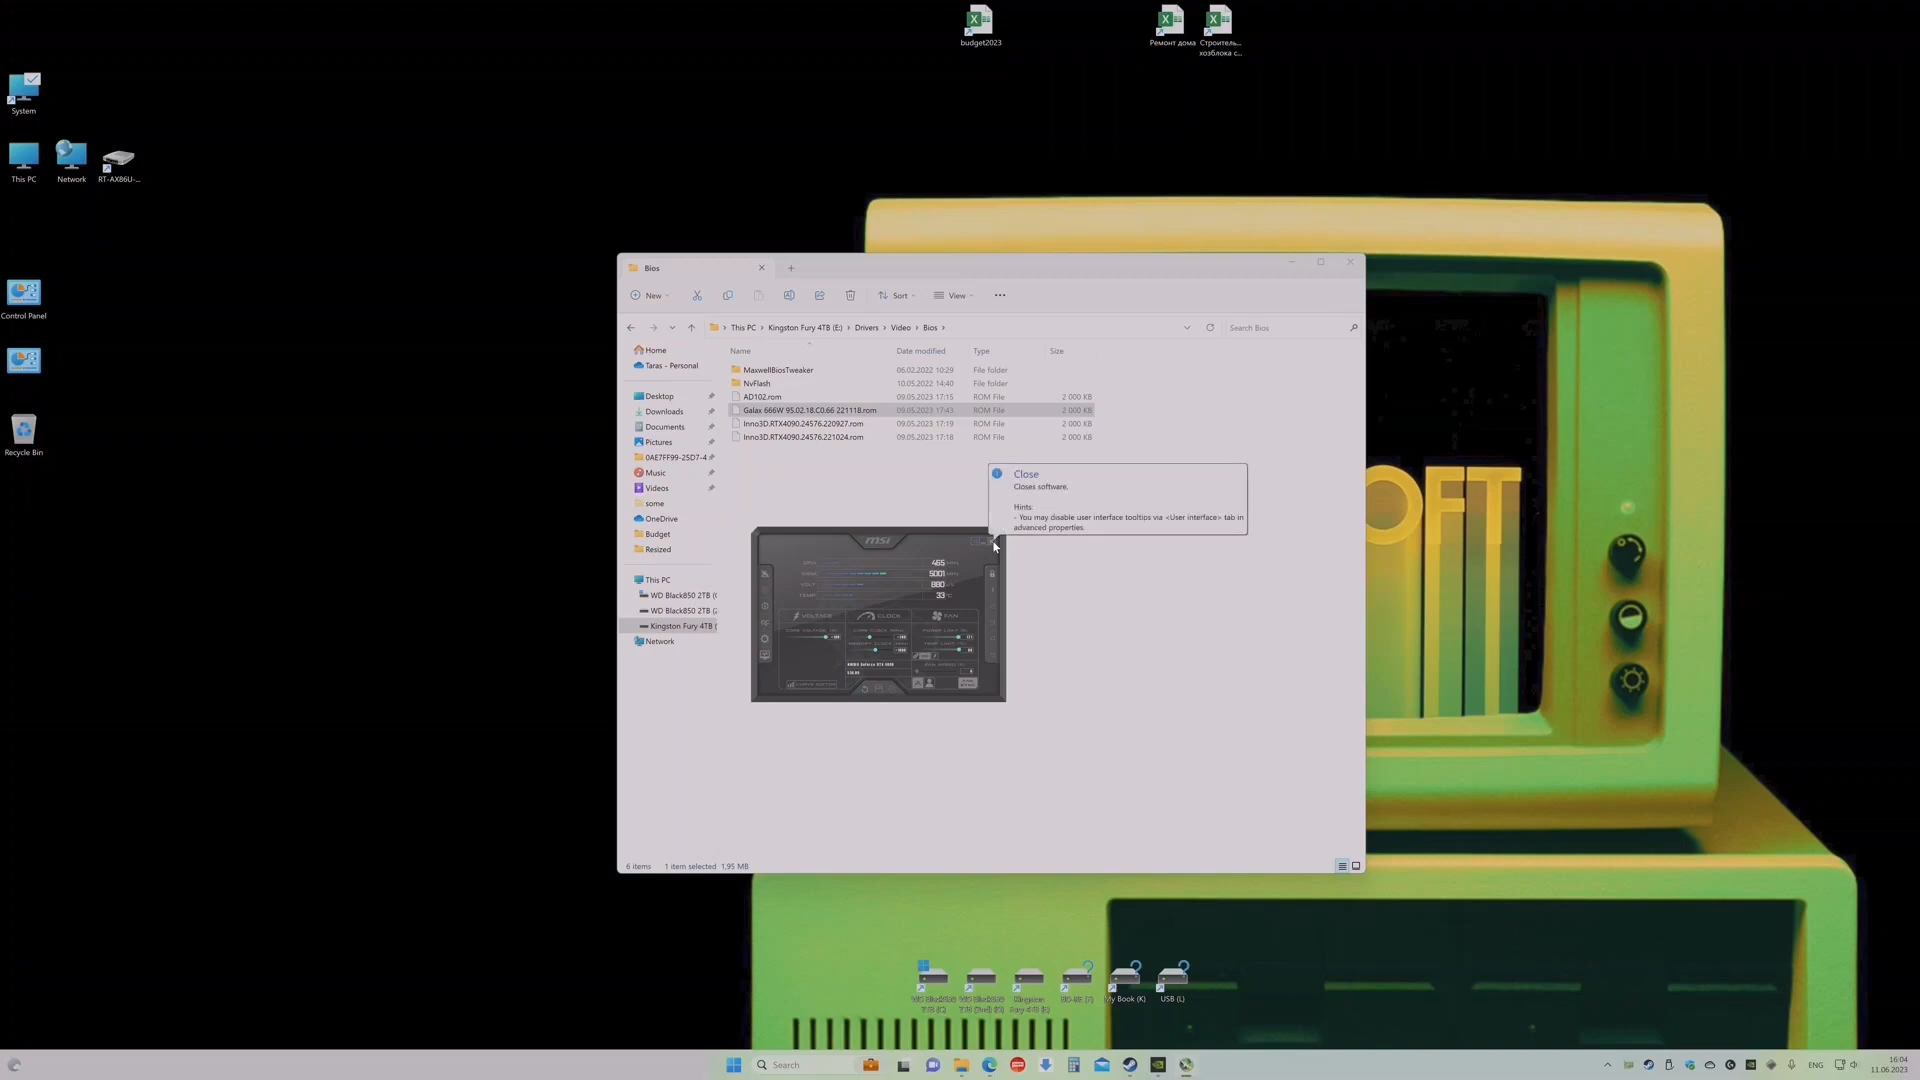 budget2023
Ремонт дома
Строитель...
хозблока с...
System
This PC
Network
RT-AX86U-...
Control Panel
Recycle Bin
Bios
New
Sort
View
This PC
Kingston Fury 4TB (E:)
Drivers
Video
Bios
Search Bios
Name
Date modified
Type
Size
MaxwellBiosTweaker 06.02.2022 10:29 File folder
NvFlash 10.05.2022 14:40 File folder
AD102.rom 09.05.2023 17:15 ROM File 2 000 KB
Galax 666W 95.02.18.C0.66 221118.rom 09.05.2023 17:43 ROM File 2 000 KB
Inno3D.RTX4090.24576.220927.rom 09.05.2023 17:19 ROM File 2 000 KB
Inno3D.RTX4090.24576.221024.rom 09.05.2023 17:18 ROM File 2 000 KB
Home
Taras - Personal
Desktop
Downloads
Documents
Pictures
0AE7FF99-25D7-4
Music
Videos
some
OneDrive
Budget
Resized
This PC
WD Black850 2TB (
WD Black850 2TB (
Kingston Fury 4TB (
Network
Close
Closes software.
Hints:
- You may disable user interface tooltips via <User interface> tab in
advanced properties.
msi
465
5001
880
TEMP 33 °C
VOLTAGE
CLOCK
FAN
CURVE EDITOR
6 items
1 item selected 1,95 MB
OFT
My Book (K)
USB (L)
Search
ENG
16:04
11.06.2023